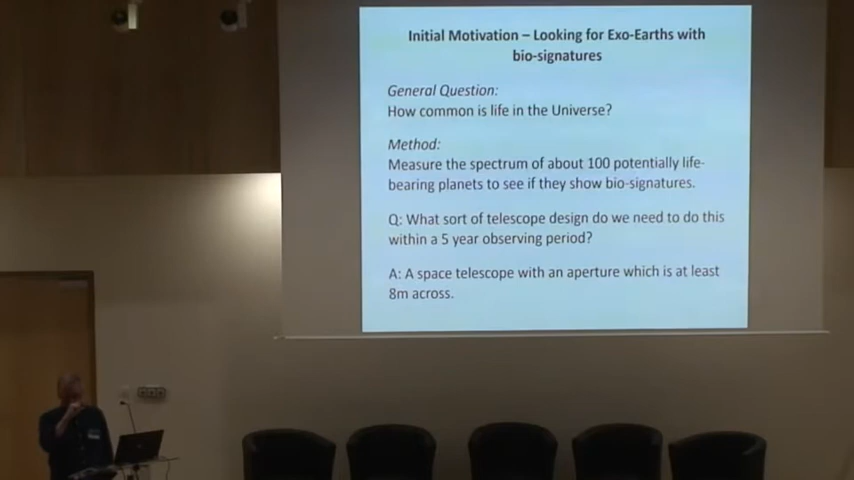 Initial Motivation – Looking for Exo-Earths with
bio-signatures
General Question:
How common is life in the Universe?
Method:
Measure the spectrum of about 100 potentially life-
bearing planets to see if they show bio-signatures.
Q: What sort of telescope design do we need to do this
within a 5 year observing period?
A: A space telescope with an aperture which is at least
8m across.